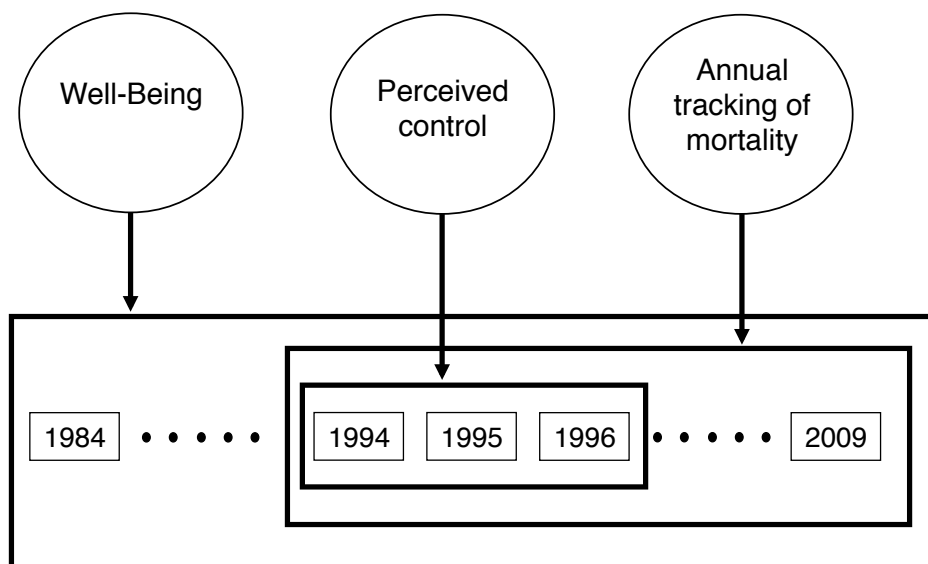 Well-Being
Perceived
control
Annual
tracking of
mortality
1984 • • • • • 1994 1995 1996 • • • • • 2009